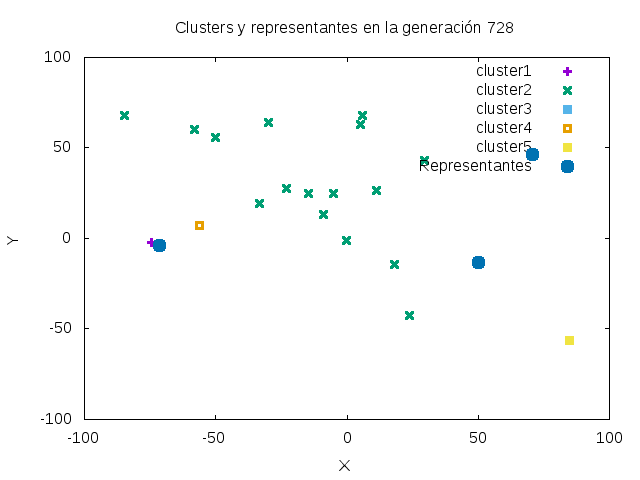 Clusters y representantes en la generación 728
cluster1
cluster2
cluster3
cluster4
cluster5
Representantes
100
50
0
-50
-100
Y
-100
-50
0
50
100
X